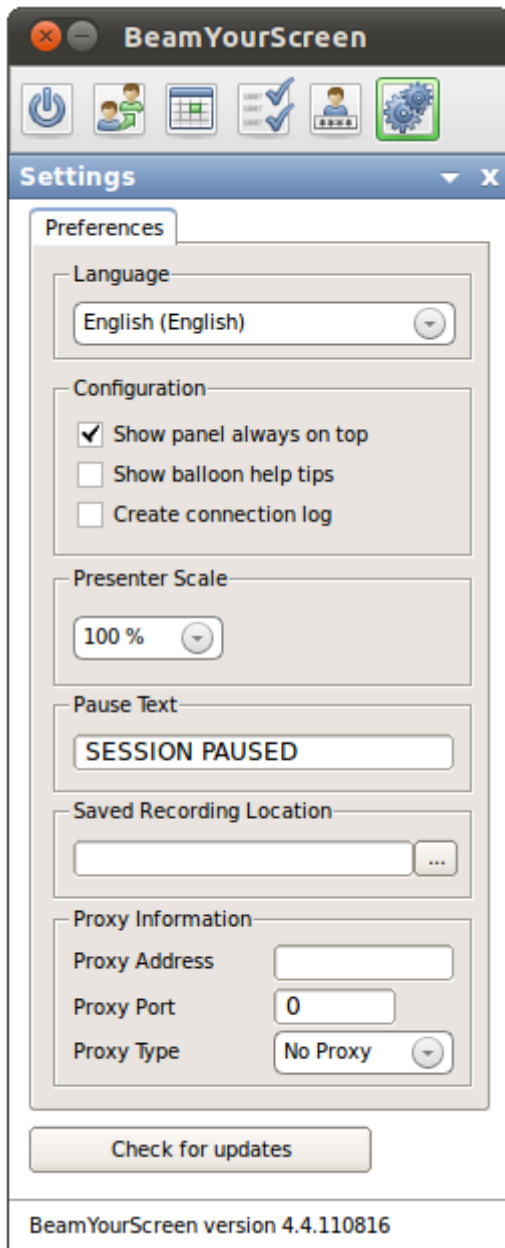 BeamYourScreen
Settings
Preferences
Language
English (English)
Configuration
Show panel always on top
Show balloon help tips
Create connection log
Presenter Scale
100 %
Pause Text
SESSION PAUSED
Saved Recording Location
...
Proxy Information
Proxy Address
Proxy Port 0
Proxy Type No Proxy
Check for updates
BeamYourScreen version 4.4.110816